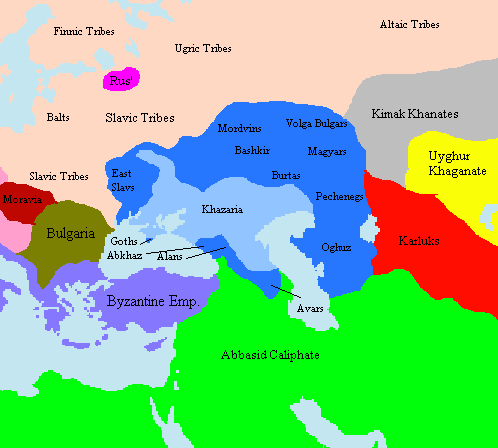 Finnic Tribes
Altaic Tribes
Ugric Tribes
Rus'
Balts
Slavic Tribes
Kimak Khanates
Mordvins
Volga Bulgars
Bashkir
Magyars
Uyghur
Khaganate
Slavic Tribes
East
Slavs
Burtas
Pechenegs
Moravia
Khazaria
Bulgaria
Goths
Abkhaz
Alans
Oghuz
Karluks
Byzantine Emp.
Avars
Abbasid Caliphate